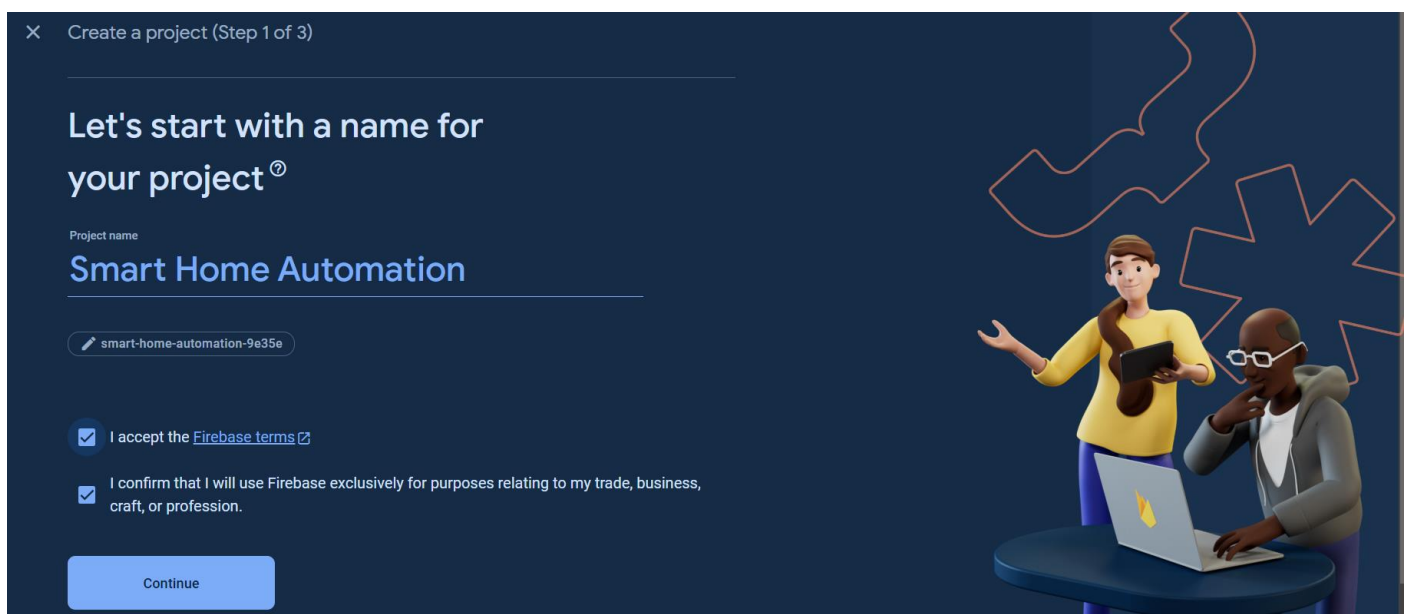 Create a project (Step 1 of 3)
Let's start with a name for
your project
Project name
Smart Home Automation
smart-home-automation-9e35e
I accept the Firebase terms
I confirm that I will use Firebase exclusively for purposes relating to my trade, business,
craft, or profession.
Continue